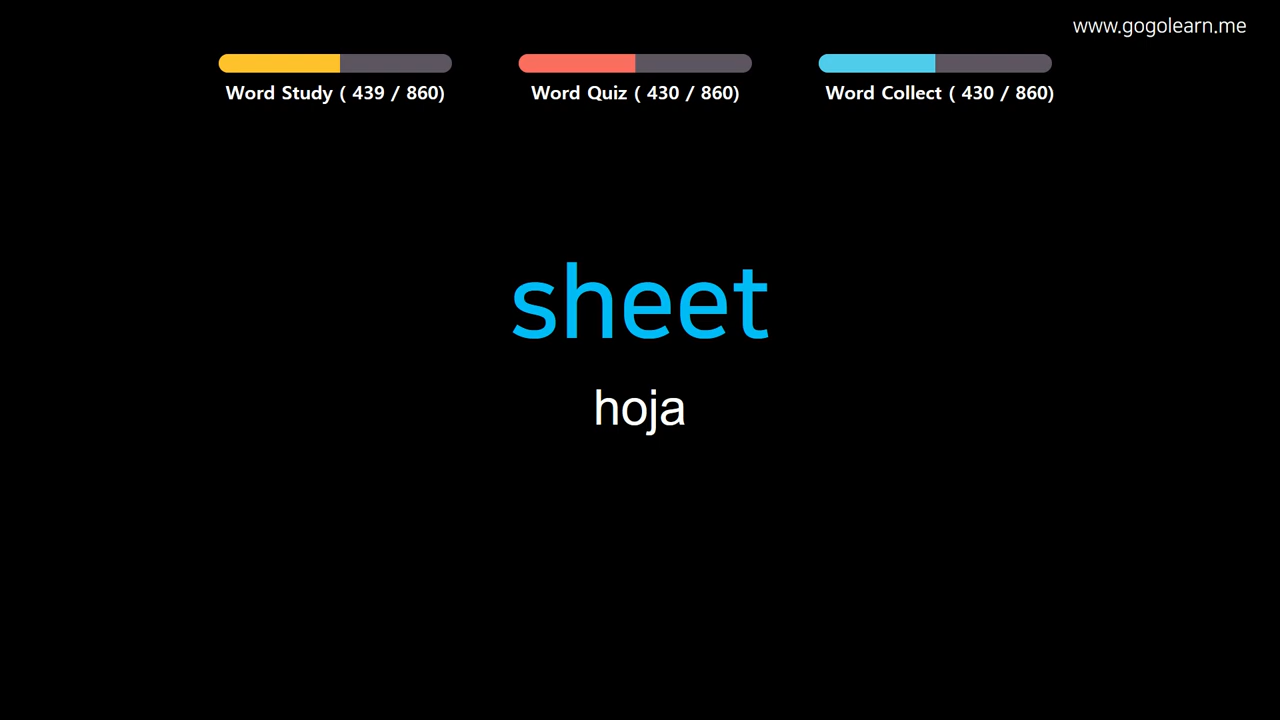 www.gogolearn.me
Word Study ( 439 / 860)
Word Quiz ( 430 / 860)
Word Collect ( 430 / 860)
sheet
hoja